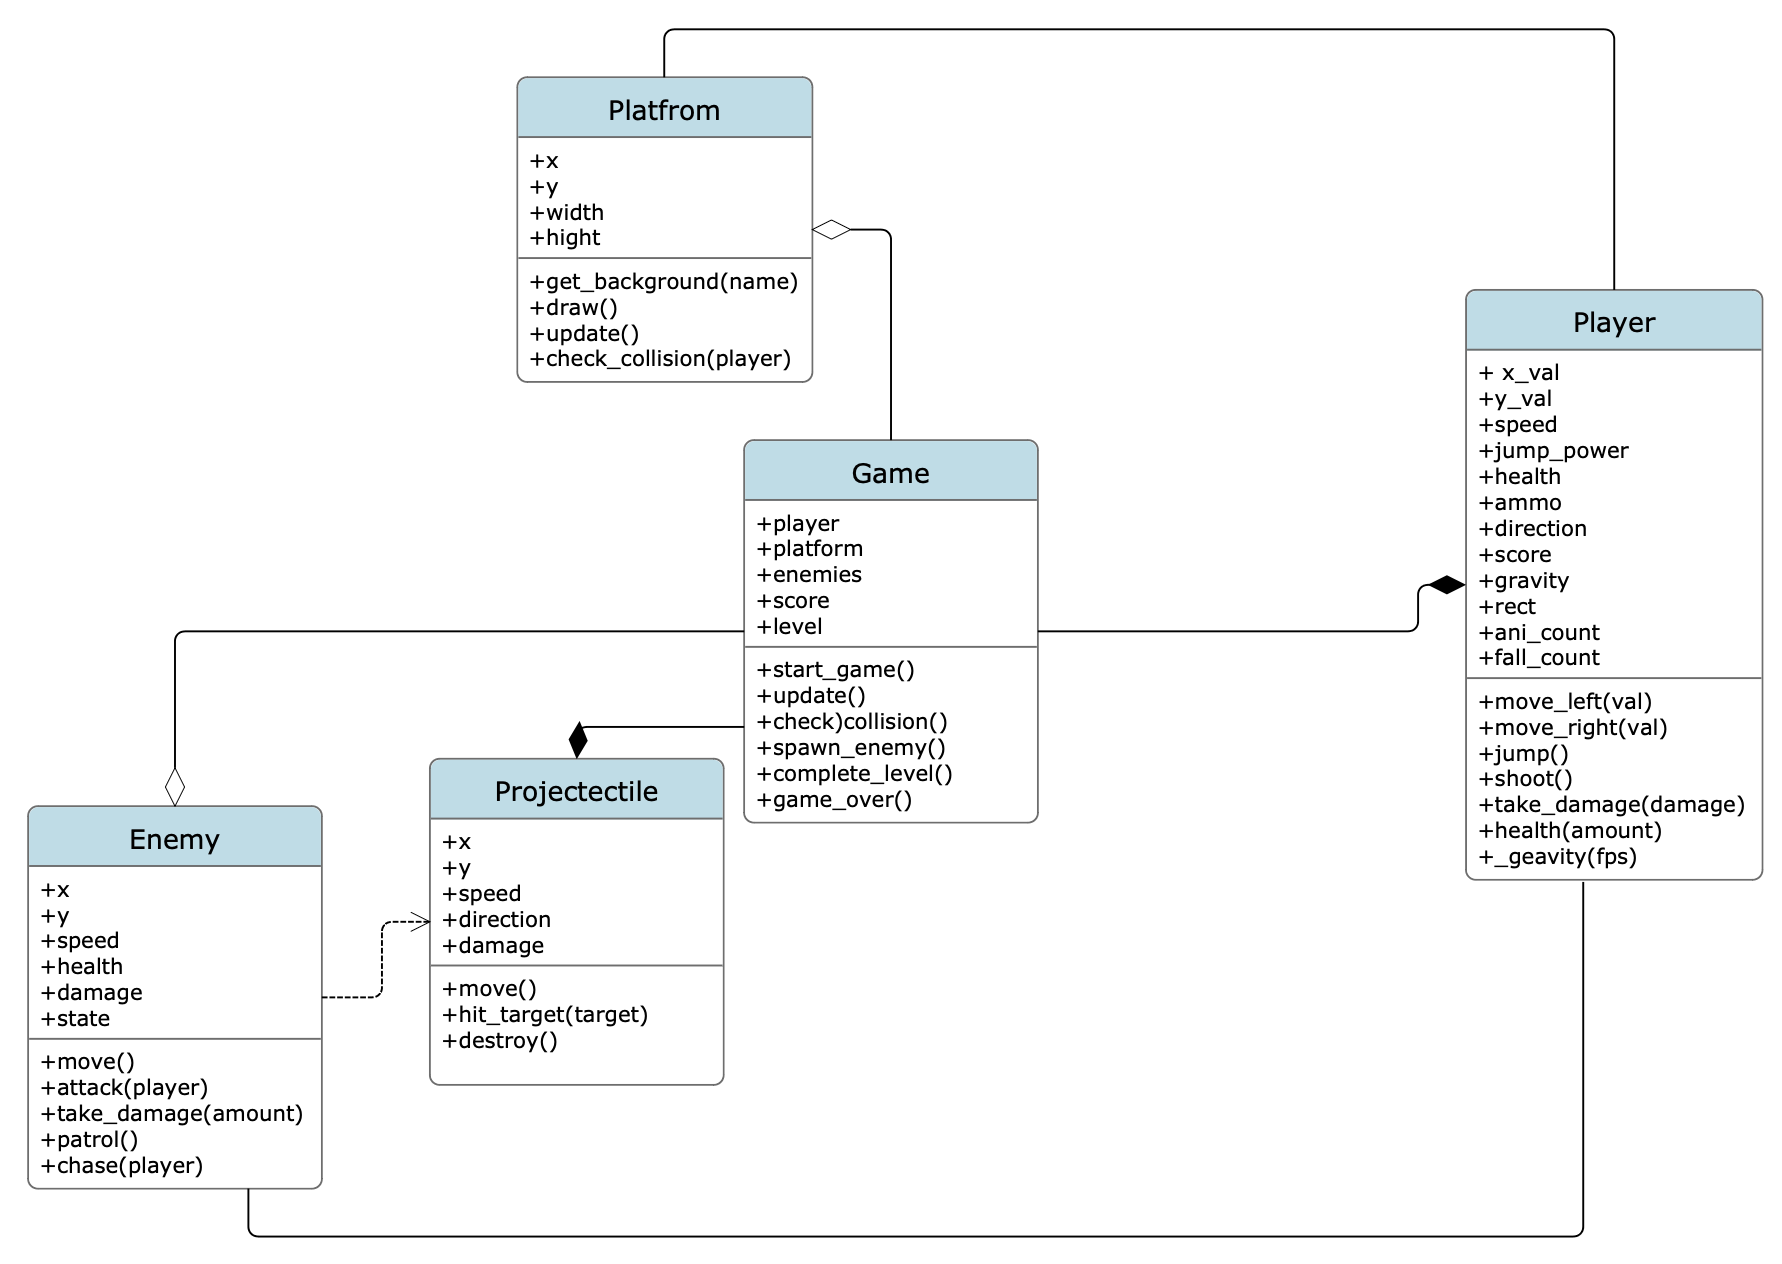 Platfrom
+x
+y
+width
+hight
+get_background(name)
+draw()
+update()
+check_collision(player)
Player
+ x_val
+y_val
+speed
+jump_power
+health
+ammo
+direction
+score
+gravity
+rect
+ani_count
+fall_count
+move_left(val)
+move_right(val)
+jump()
+shoot()
+take_damage(damage)
+health(amount)
+_geavity(fps)
Game
+player
+platform
+enemies
+score
+level
+start_game()
+update()
+check)collision()
+spawn_enemy()
+complete_level()
+game_over()
Projectectile
+x
+y
+speed
+direction
+damage
+move()
+hit_target(target)
+destroy()
Enemy
+x
+y
+speed
+health
+damage
+state
+move()
+attack(player)
+take_damage(amount)
+patrol()
+chase(player)